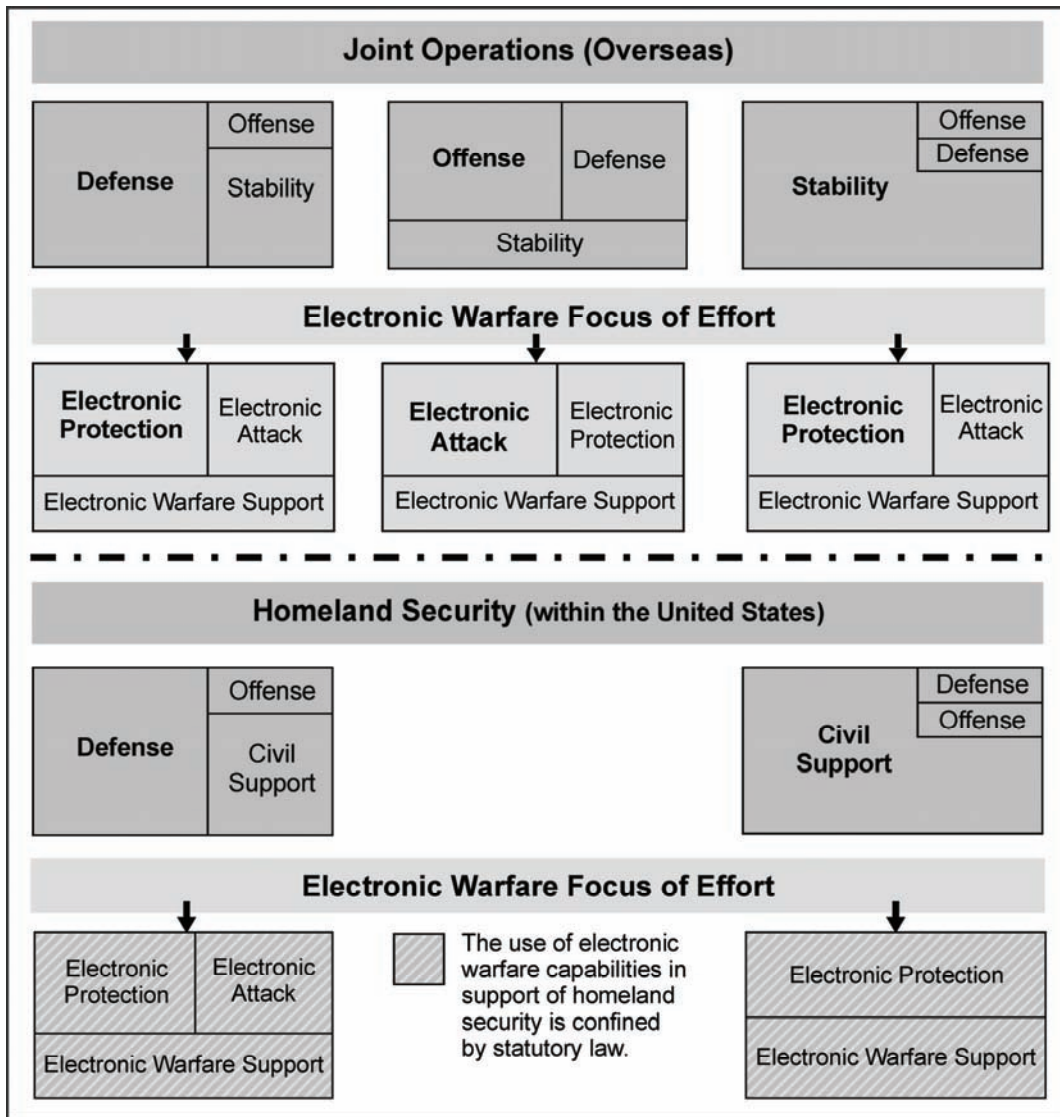 Joint Operations (Overseas)
Defense
Offense
Stability
Offense
Defense
Stability
Stability
Offense
Defense
Electronic Warfare Focus of Effort
Electronic
Protection
Electronic
Attack
Electronic Warfare Support
Electronic
Attack
Electronic
Protection
Electronic Warfare Support
Electronic
Protection
Electronic
Attack
Electronic Warfare Support
Homeland Security (within the United States)
Defense
Offense
Civil
Support
Civil
Support
Defense
Offense
Electronic Warfare Focus of Effort
Electronic
Protection
Electronic
Attack
Electronic Warfare Support
The use of electronic
warfare capabilities in
support of homeland
security is confined
by statutory law.
Electronic Protection
Electronic Warfare Support